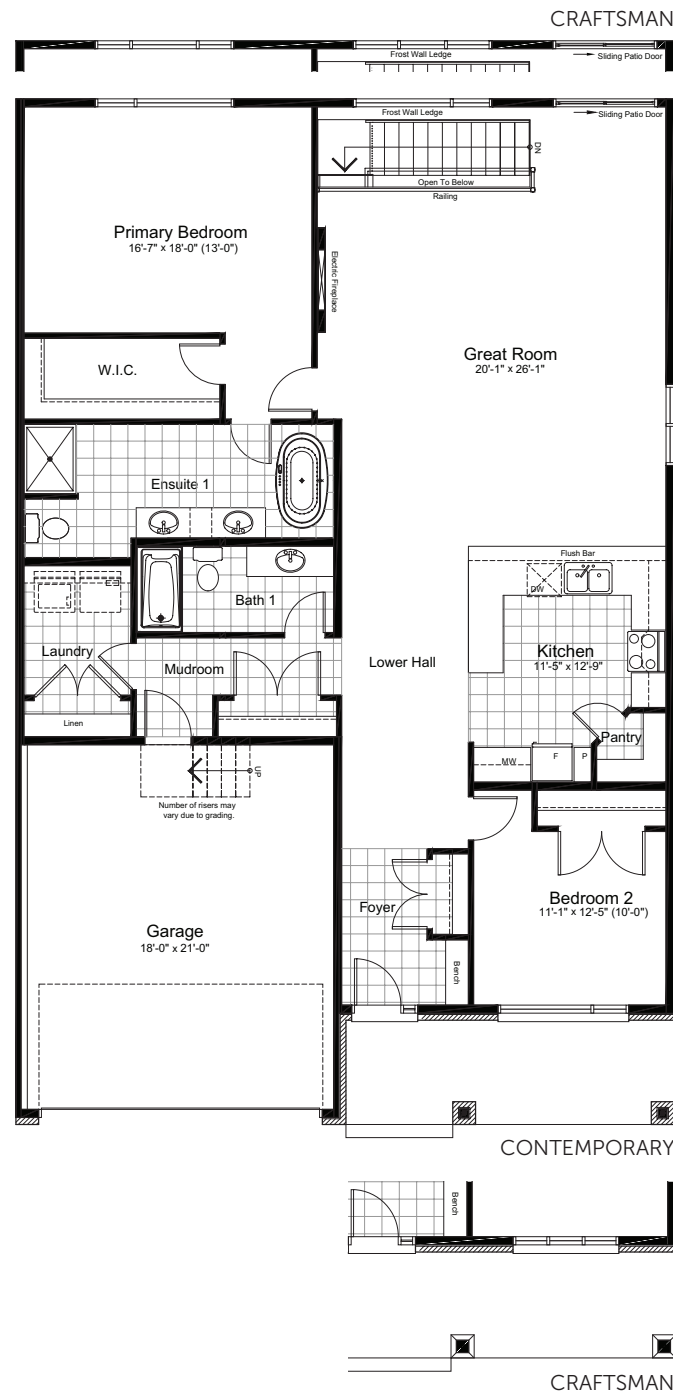 CRAFTSMAN
Frost Wall Ledge
Sliding Patio Door
Frost Wall Ledge
Sliding Patio Door
DN
Open To Below
Railing
Primary Bedroom
16'-7" x 18'-0" (13'-0")
Electric Fireplace
W.I.C.
Great Room
20'-1" x 26'-1"
Ensuite 1
Flush Bar
DW
Bath 1
Laundry
Mudroom
Lower Hall
Kitchen
11'-5" x 12'-9"
Linen
Pantry
MW
F
P
UP
Number of risers may
vary due to grading.
Foyer
Bedroom 2
11'-1" x 12'-5" (10'-0")
Garage
18'-0" x 21'-0"
Bench
CONTEMPORARY
Bench
CRAFTSMAN